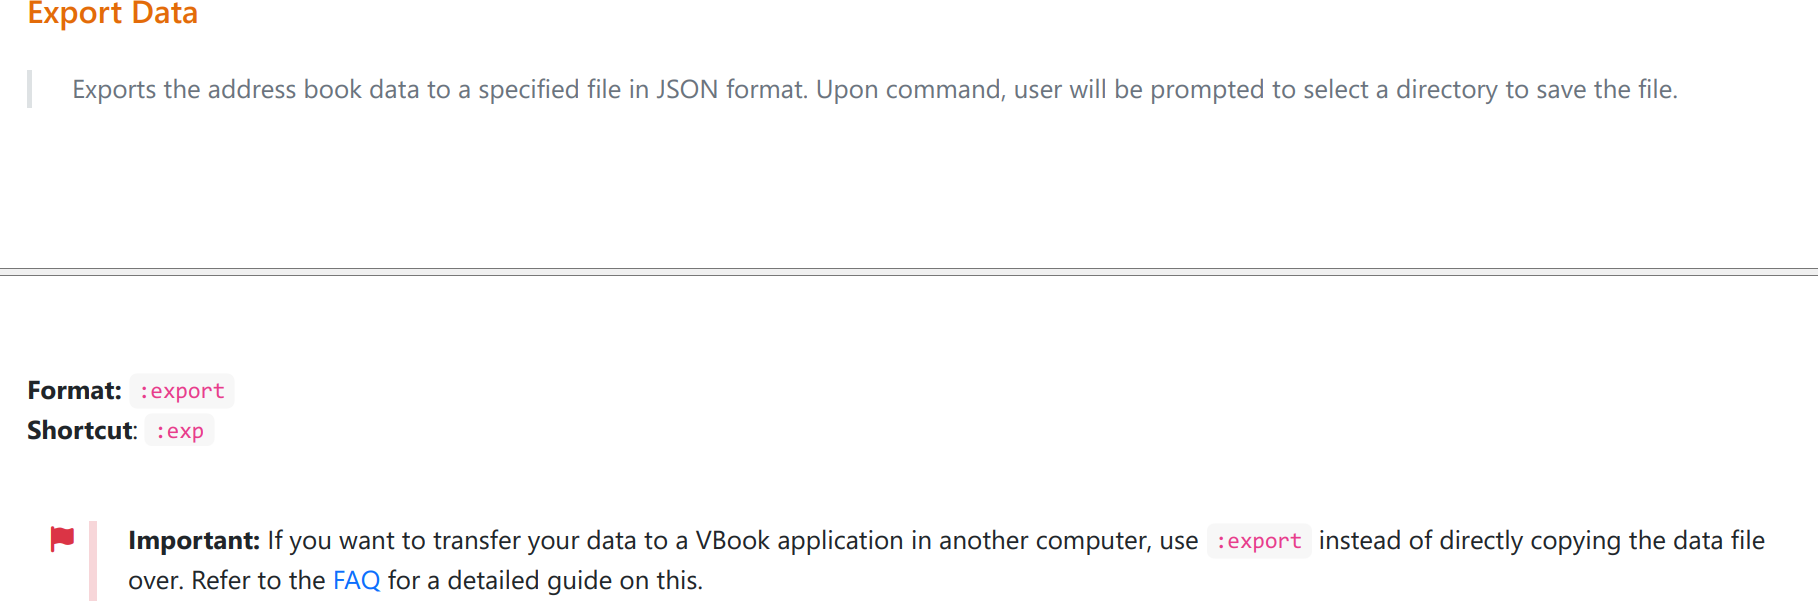 Export Data
Exports the address book data to a specified file in JSON format. Upon command, user will be prompted to select a directory to save the file.
Format: :export
Shortcut: :exp
Important: If you want to transfer your data to a VBook application in another computer, use :export instead of directly copying the data file
over. Refer to the FAQ for a detailed guide on this.